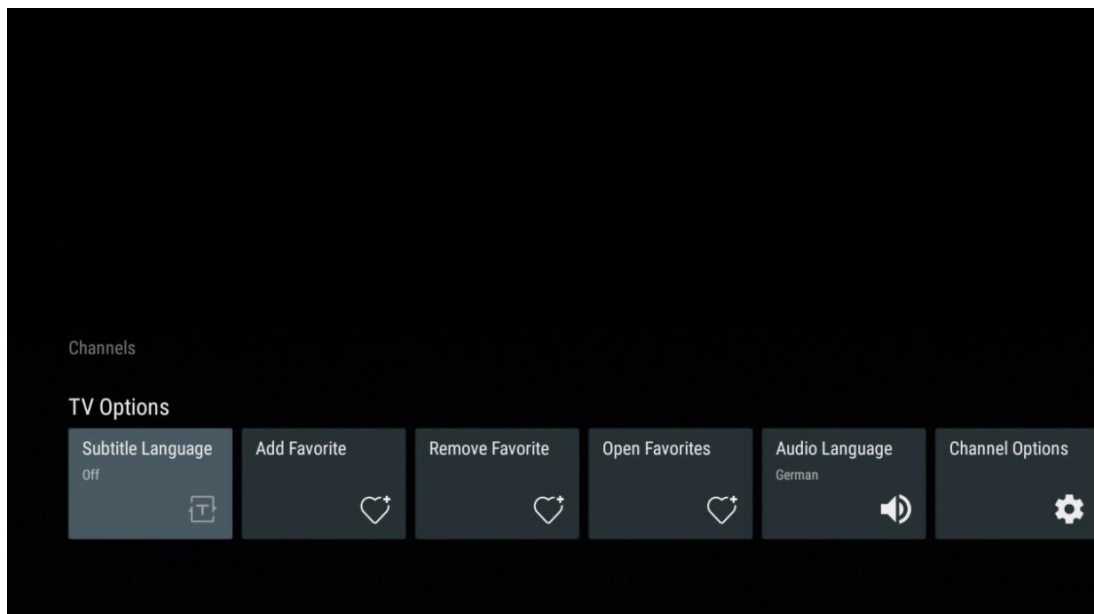 Channels
TV Options
Subtitle Language
Off
Add Favorite
Remove Favorite
Open Favorites
Audio Language
German
Channel Options